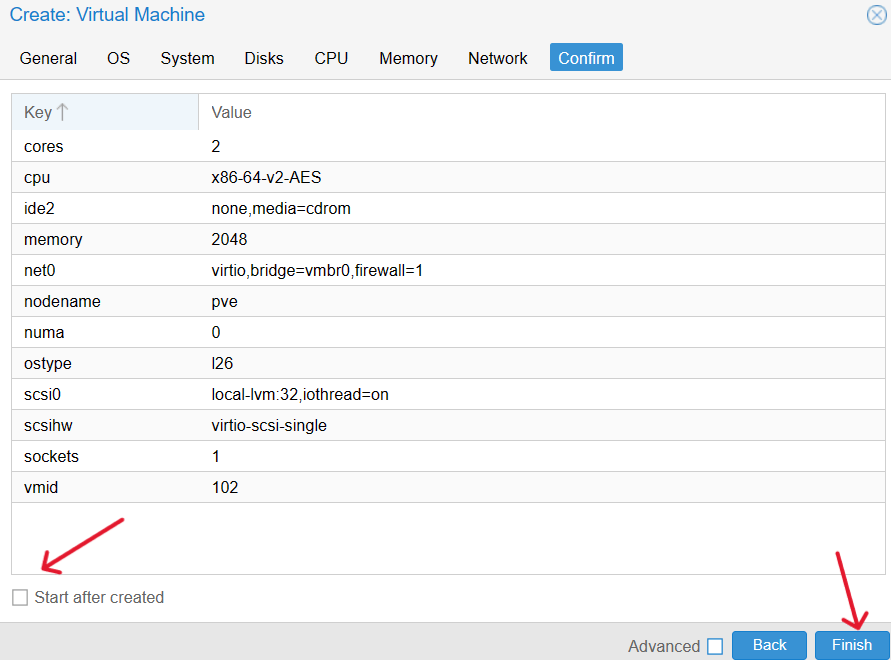 Create: Virtual Machine
General OS System Disks CPU Memory Network Confirm
Key Value
cores 2
cpu x86-64-v2-AES
ide2 none,media=cdrom
memory 2048
net0 virtio,bridge=vmbr0,firewall=1
nodename pve
numa 0
ostype l26
scsi0 local-lvm:32,iothread=on
scsihw virtio-scsi-single
sockets 1
vmid 102
Start after created
Advanced Back Finish